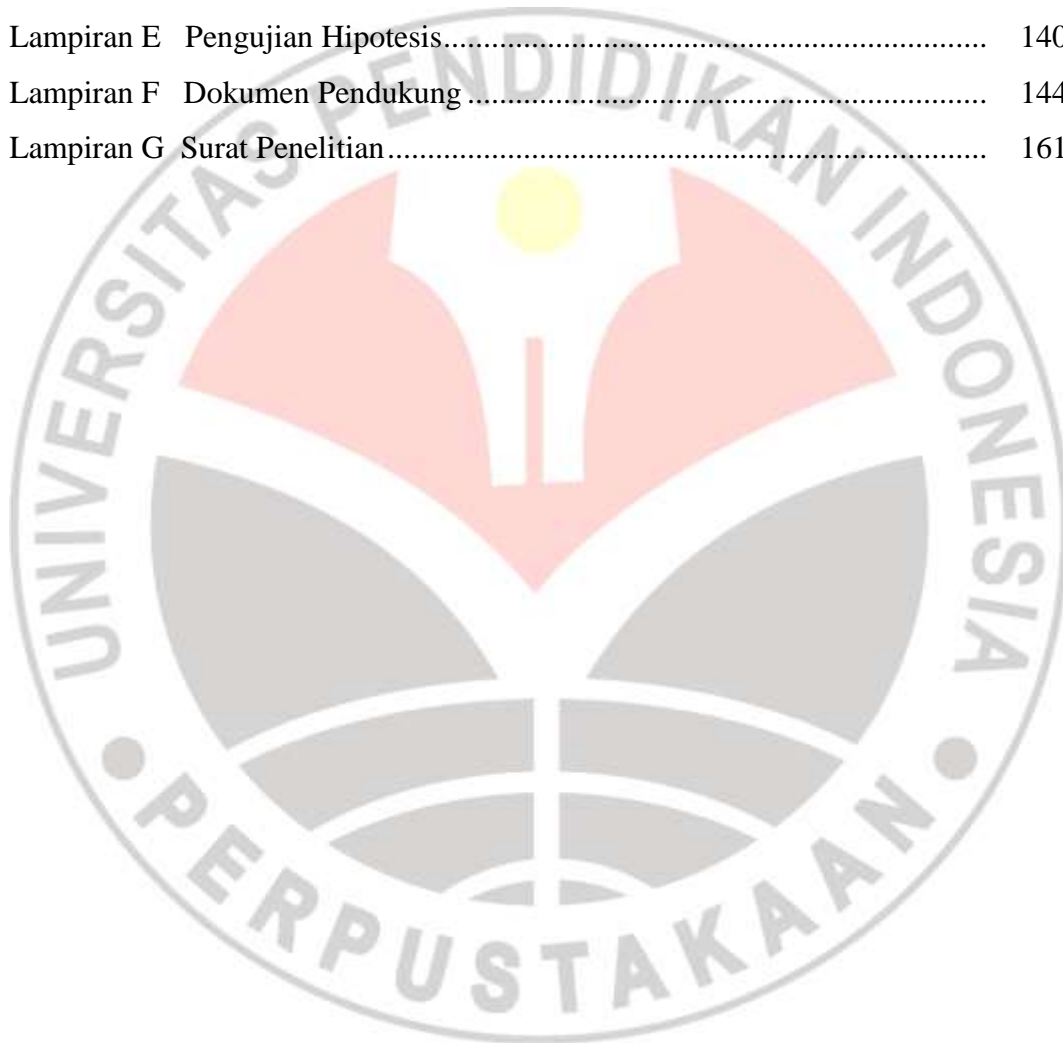 Lampiran E   Pengujian Hipotesis................................................................... 140
Lampiran F   Dokumen Pendukung ................................................................ 144
Lampiran G  Surat Penelitian.......................................................................... 161
UNIVERSITAS PENDIDIKAN INDONESIA
• PERPUSTAKAAN •